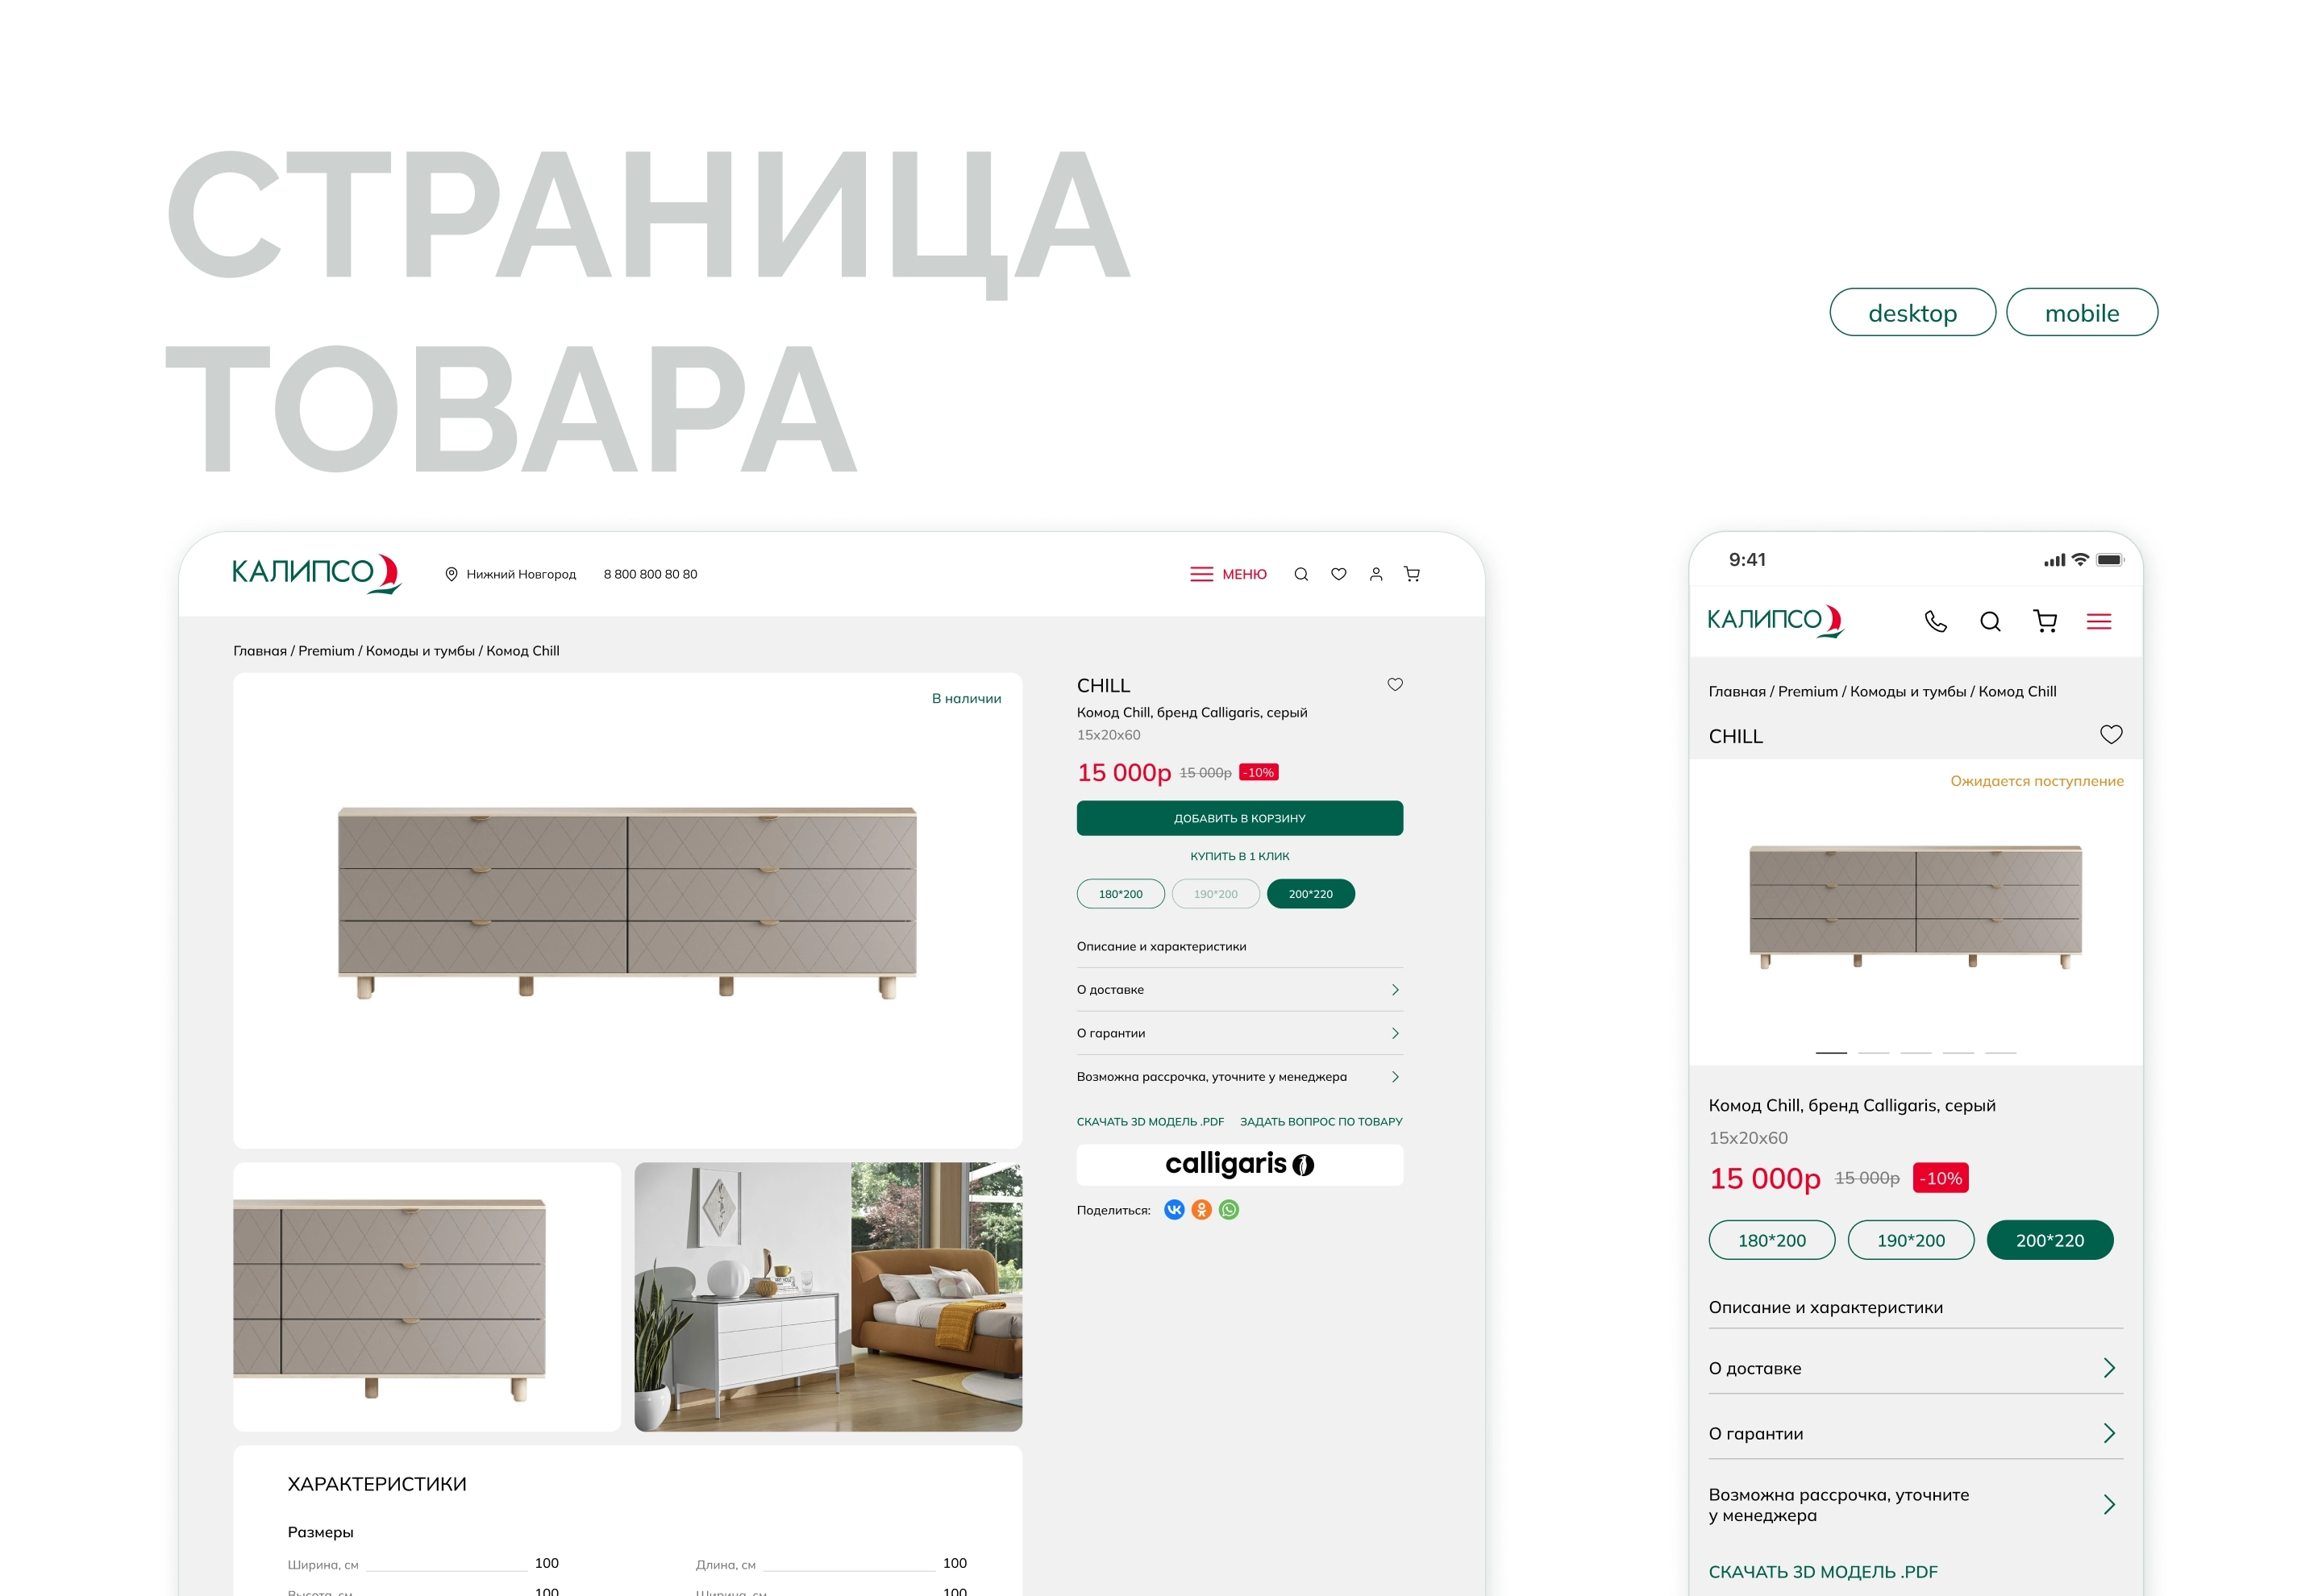 СТРАНИЦА
ТОВАРА
desktop
mobile
КАЛИПСО
Нижний Новгород
8 800 800 80 80
МЕНЮ
Главная / Premium / Комоды и тумбы / Комод Chill
В наличии
CHILL
Комод Chill, бренд Calligaris, серый
15x20x60
15 000р 15 000р -10%
ДОБАВИТЬ В КОРЗИНУ
КУПИТЬ В 1 КЛИК
180*200 190*200 200*220
Описание и характеристики
О доставке
О гарантии
Возможна рассрочка, уточните у менеджера
СКАЧАТЬ 3D МОДЕЛЬ .PDF ЗАДАТЬ ВОПРОС ПО ТОВАРУ
calligaris
Поделиться:
ХАРАКТЕРИСТИКИ
Размеры
Ширина, см 100 Длина, см 100
Высота, см 100 Ширина, см 100
9:41
КАЛИПСО
Главная / Premium / Комоды и тумбы / Комод Chill
CHILL
Ожидается поступление
Комод Chill, бренд Calligaris, серый
15x20x60
15 000р 15 000р -10%
180*200 190*200 200*220
Описание и характеристики
О доставке
О гарантии
Возможна рассрочка, уточните
у менеджера
СКАЧАТЬ 3D МОДЕЛЬ .PDF